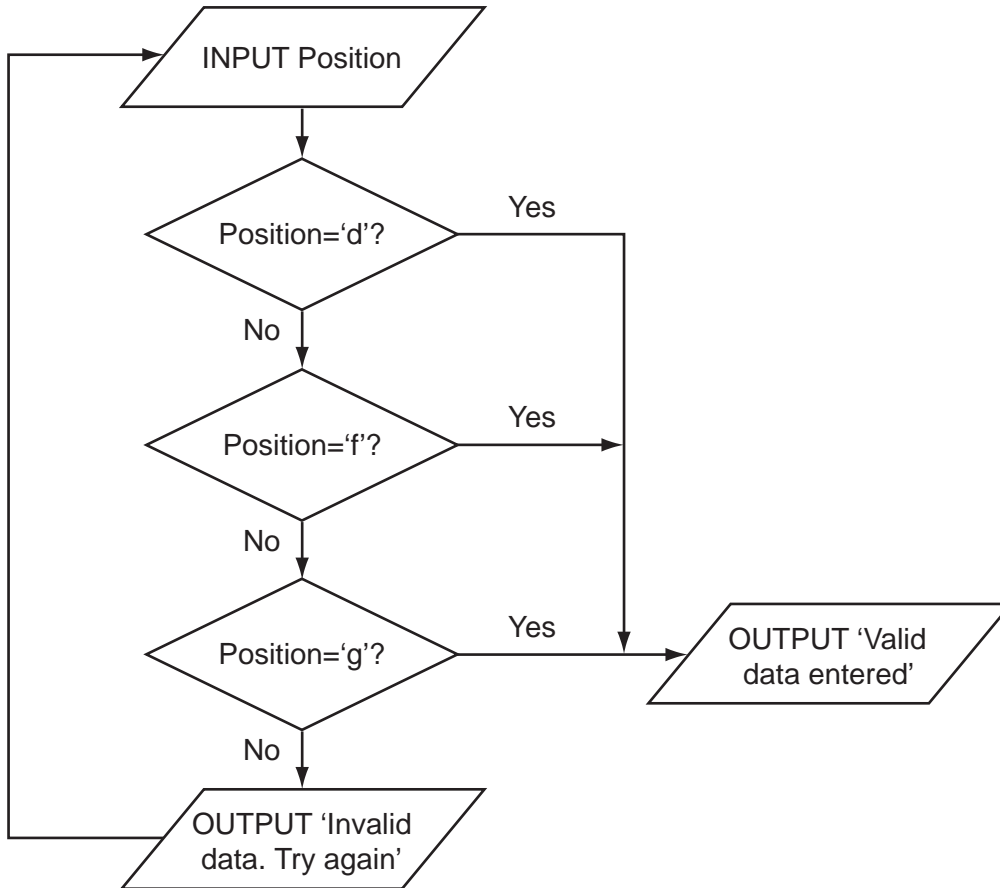 INPUT Position
Position=‘d’?
Yes
No
Position=‘f’?
Yes
No
Position=‘g’?
Yes
OUTPUT ‘Valid
data entered’
No
OUTPUT ‘Invalid
data. Try again’